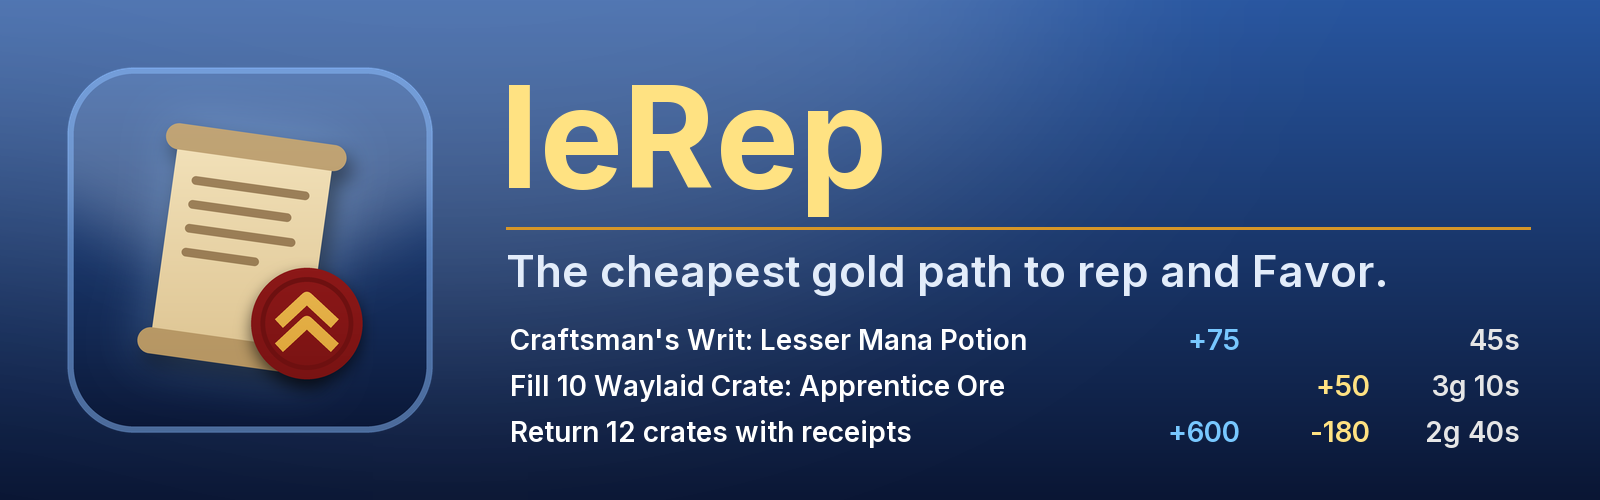 IeRep
The cheapest gold path to rep and Favor.
Craftsman's Writ: Lesser Mana Potion +75 45s
Fill 10 Waylaid Crate: Apprentice Ore +50 3g 10s
Return 12 crates with receipts +600 -180 2g 40s